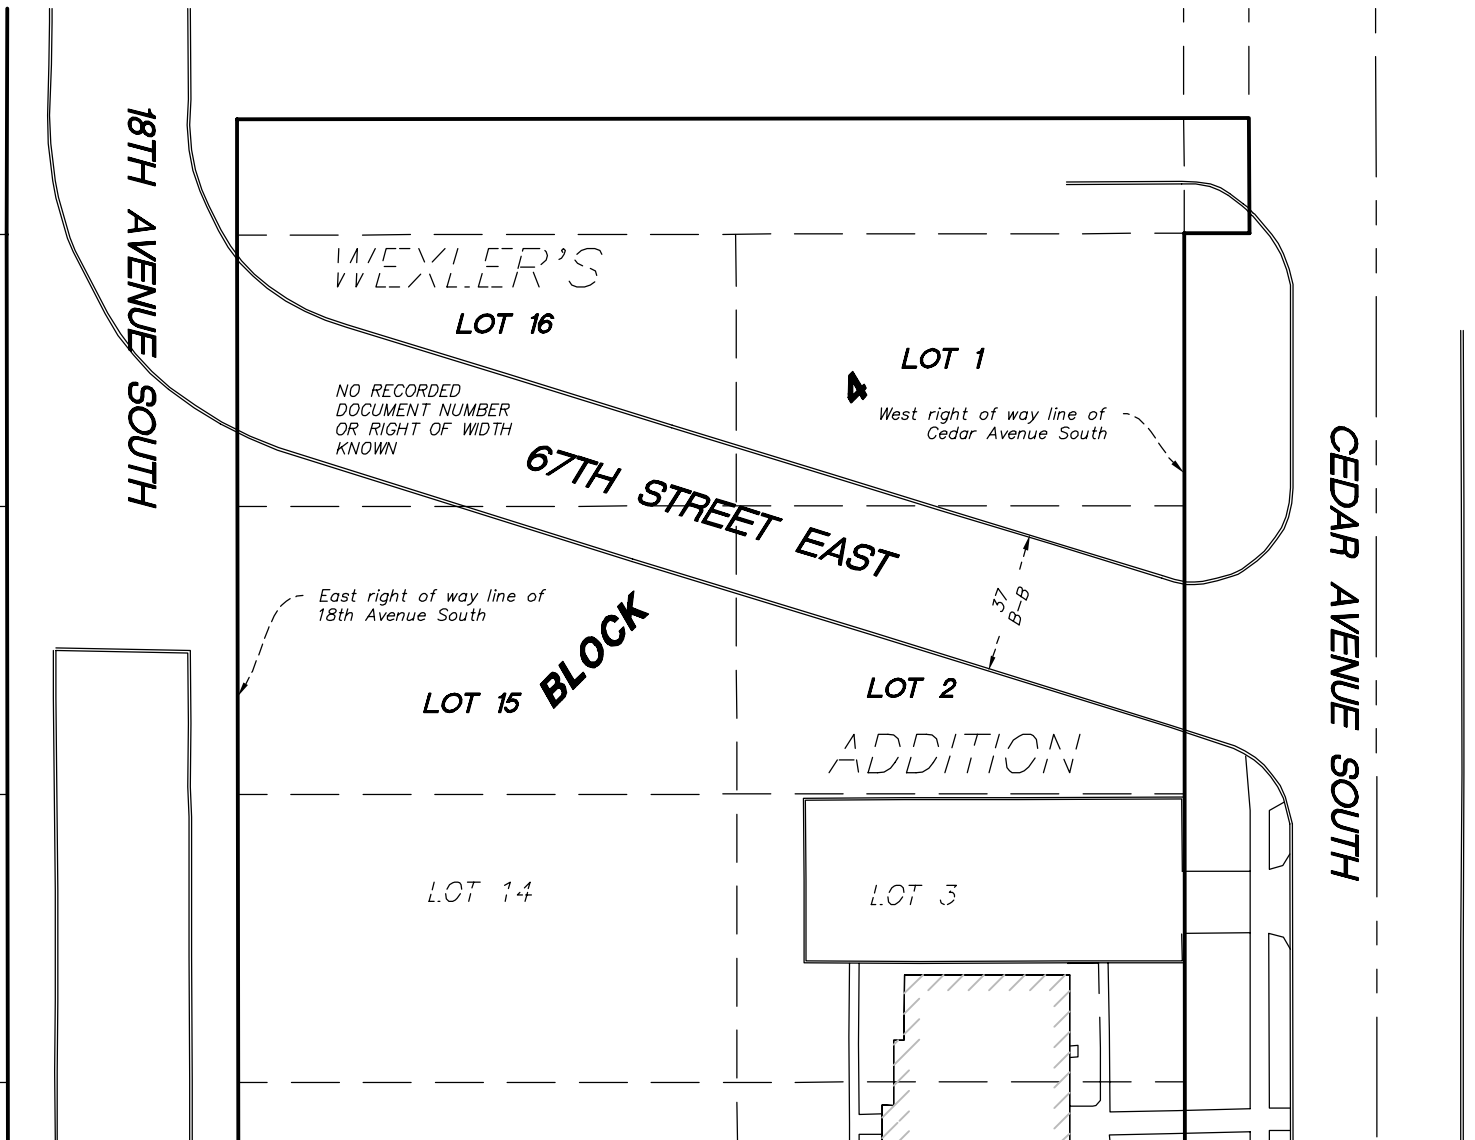 18TH AVENUE SOUTH
WEXLER'S
LOT 16
LOT 1
4
NO RECORDED
DOCUMENT NUMBER
OR RIGHT OF WIDTH
KNOWN
West right of way line of
Cedar Avenue South
67TH STREET EAST
CEDAR AVENUE SOUTH
37
B-B
East right of way line of
18th Avenue South
BLOCK
LOT 15
LOT 2
ADDITION
LOT 14
LOT 3